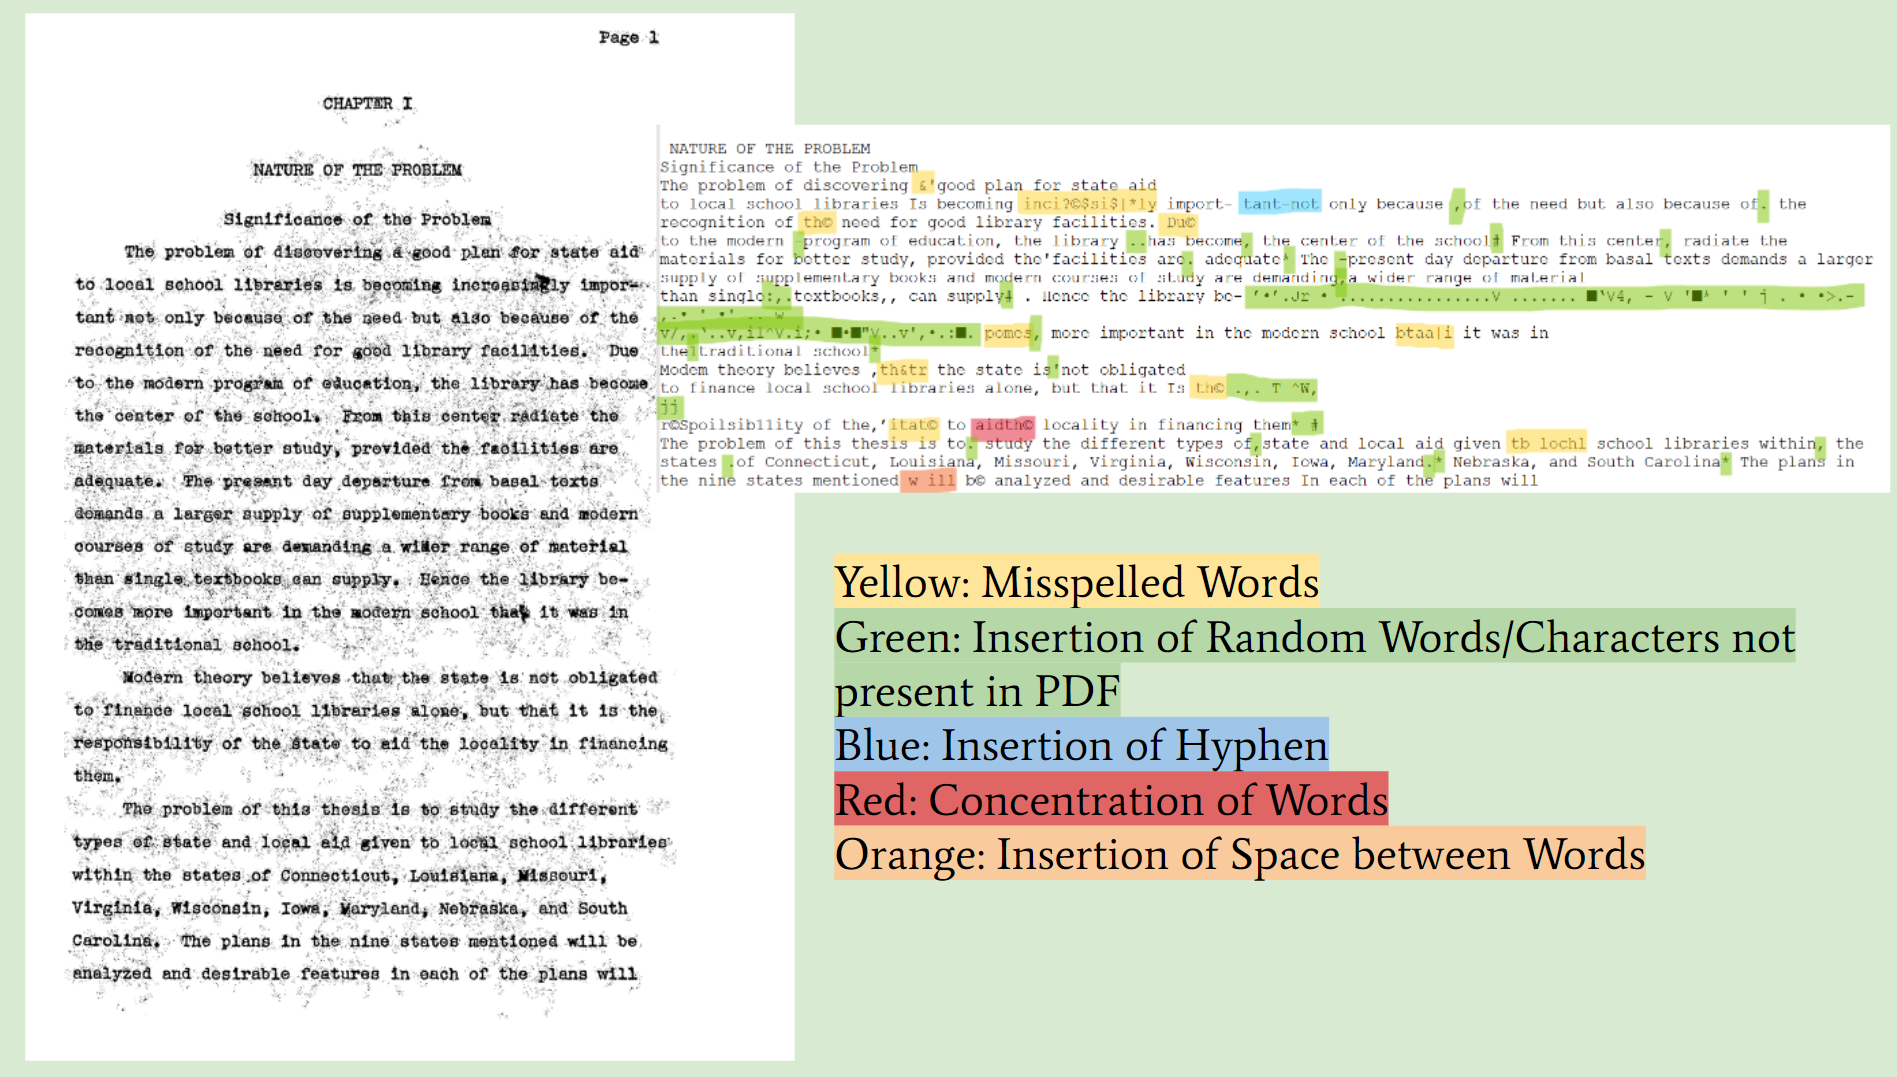 Page 1
CHAPTER I
NATURE OF THE PROBLEM
Significance of the Problem
The problem of discovering a good plan for state aid
to local school libraries is becoming increasingly impor-
tant not only because of the need but also because of the
recognition of the need for good library facilities. Due
to the modern program of education, the library has become
the center of the school. From this center radiate the
materials for better study, provided the facilities are
adequate. The present day departure from basal texts
demands a larger supply of supplementary books and modern
courses of study are demanding a wider range of material
than single textbooks can supply. Hence the library be-
comes more important in the modern school that it was in
the traditional school.
Modern theory believes that the state is not obligated
to finance local school libraries alone, but that it is the
responsibility of the state to aid the locality in financing
them.
The problem of this thesis is to study the different
types of state and local aid given to local school libraries
within the states of Connecticut, Louisiana, Missouri,
Virginia, Wisconsin, Iowa, Maryland, Nebraska, and South
Carolina. The plans in the nine states mentioned will be
analyzed and desirable features in each of the plans will
NATURE OF THE PROBLEM
Significance of the Problem
The problem of discovering &'good plan for state aid
to local school libraries Is becoming inci?©$si$|*ly import- tant-not only because ,of the need but also because of. the
recognition of th© need for good library facilities. Du©
to the modern -program of education, the library ..has become, the center of the school‡ From this center, radiate the
materials for better study, provided the'facilities are. adequate* The -present day departure from basal texts demands a larger
supply of supplementary books and modern courses of study are demanding,a wider range of material
than single:,.textbooks,, can supply‡ . Hence the library be-
pomes, more important in the modern school btaa|i it was in
the traditional school*
Modem theory believes ,th&tr the state is'not obligated
to finance local school libraries alone, but that it Is th© .,. T ^W,
jj
r©Spoilsibility of the,'itat© to aidth© locality in financing them* ‡
The problem of this thesis is to. study the different types of,state and local aid given tb lochl school libraries within, the
states .of Connecticut, Louisiana, Missouri, Virginia, Wisconsin, Iowa, Maryland.* Nebraska, and South Carolina* The plans in
the nine states mentioned w ill b© analyzed and desirable features In each of the plans will
Yellow: Misspelled Words
Green: Insertion of Random Words/Characters not
present in PDF
Blue: Insertion of Hyphen
Red: Concentration of Words
Orange: Insertion of Space between Words